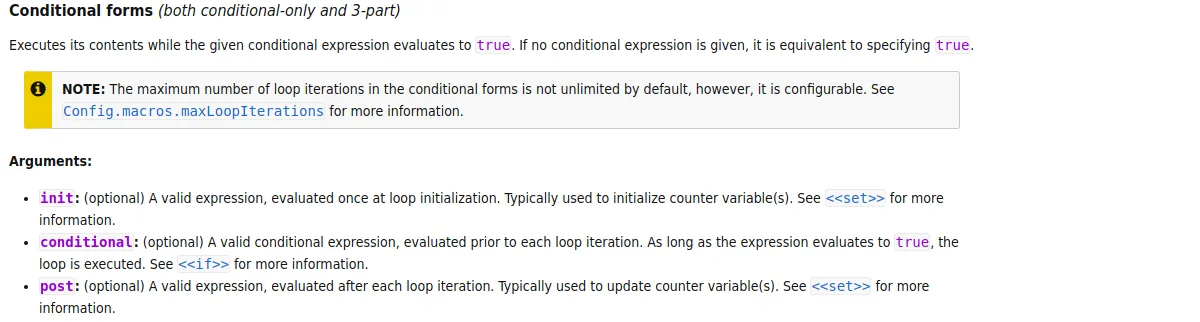 Conditional forms (both conditional-only and 3-part)
Executes its contents while the given conditional expression evaluates to true. If no conditional expression is given, it is equivalent to specifying true.
NOTE: The maximum number of loop iterations in the conditional forms is not unlimited by default, however, it is configurable. See
Config.macros.maxLoopIterations for more information.
Arguments:
• init: (optional) A valid expression, evaluated once at loop initialization. Typically used to initialize counter variable(s). See <<set>> for more
information.
• conditional: (optional) A valid conditional expression, evaluated prior to each loop iteration. As long as the expression evaluates to true, the
loop is executed. See <<if>> for more information.
• post: (optional) A valid expression, evaluated after each loop iteration. Typically used to update counter variable(s). See <<set>> for more
information.